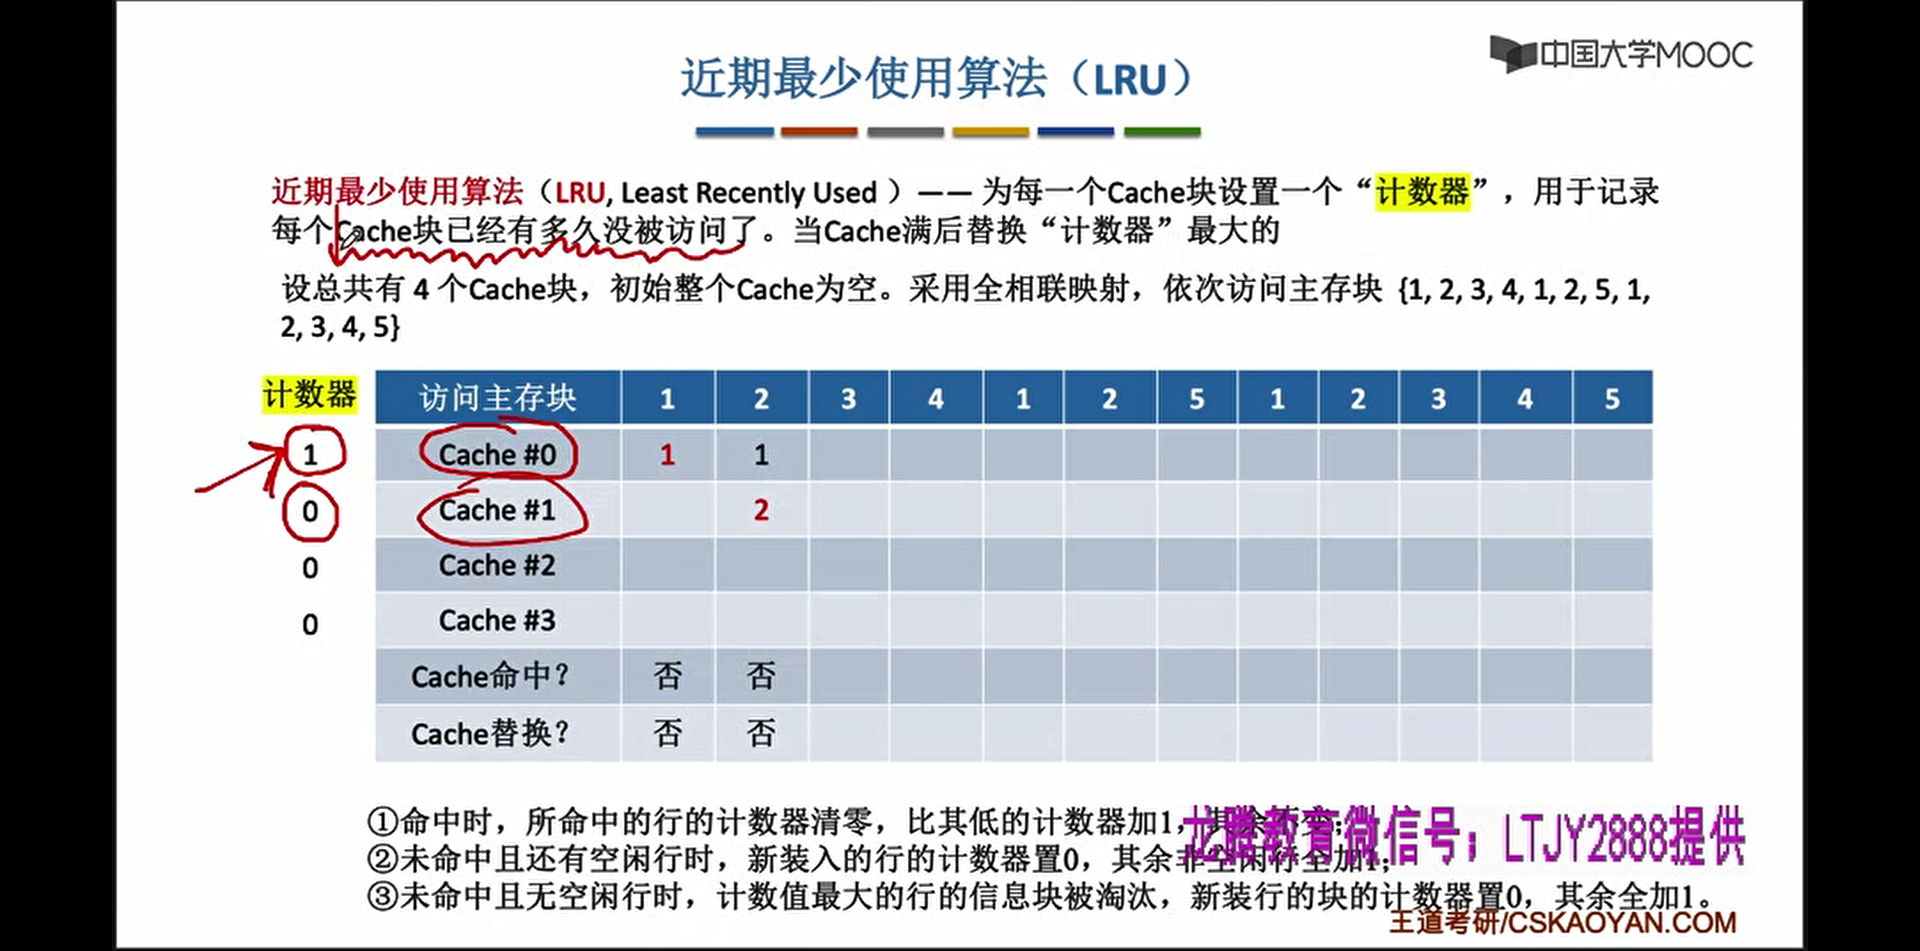 中国大学MOOC
近期最少使用算法（LRU）
近期最少使用算法（LRU, Least Recently Used ）—— 为每一个Cache块设置一个“计数器”，用于记录
每个Cache块已经有多久没被访问了。当Cache满后替换“计数器”最大的
设总共有 4 个Cache块，初始整个Cache为空。采用全相联映射，依次访问主存块 {1, 2, 3, 4, 1, 2, 5, 1,
2, 3, 4, 5}
计数器 访问主存块 1 2 3 4 1 2 5 1 2 3 4 5
1 Cache #0 1 1
0 Cache #1 2
0 Cache #2
0 Cache #3
Cache命中？ 否 否
Cache替换？ 否 否
①命中时，所命中的行的计数器清零，比其低的计数器加1，其余不变；
龙腾教育微信号；LTJY2888提供
②未命中且还有空闲行时，新装入的行的计数器置0，其余非空闲行全加1；
③未命中且无空闲行时，计数值最大的行的信息块被淘汰，新装行的块的计数器置0，其余全加1。
王道考研/CSKAOYAN.COM